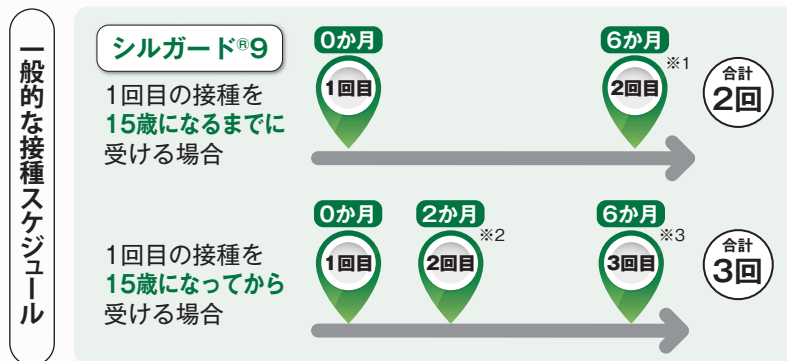 一般的な接種スケジュール
シルガード®9
1回目の接種を
15歳になるまでに
受ける場合
0か月
1回目
6か月
※1
2回目
合計
2回
1回目の接種を
15歳になってから
受ける場合
0か月
1回目
2か月
※2
2回目
6か月
※3
3回目
合計
3回